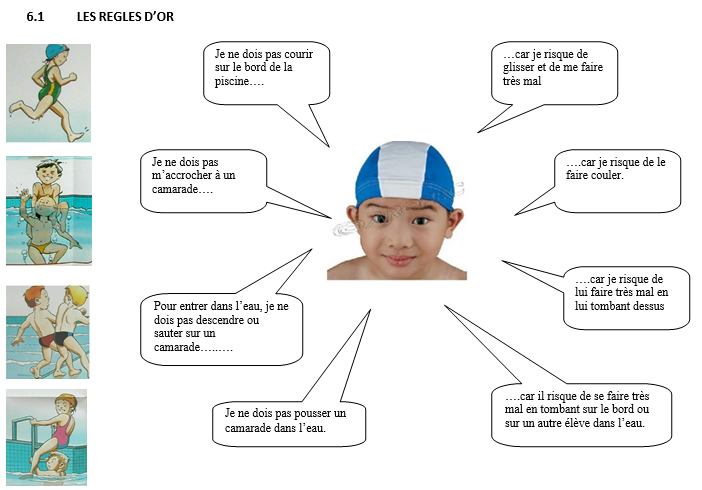 6.1 LES REGLES D'OR
Je ne dois pas courir
sur le bord de la
piscine….
…car je risque de
glisser et de me faire
très mal
Je ne dois pas
m'accrocher à un
camarade….
….car je risque de le
faire couler.
Pour entrer dans l'eau, je ne
dois pas descendre ou
sauter sur un
camarade…..….
….car je risque de
lui faire très mal en
lui tombant dessus
Je ne dois pas pousser un
camarade dans l'eau.
….car il risque de se faire très
mal en tombant sur le bord ou
sur un autre élève dans l'eau.